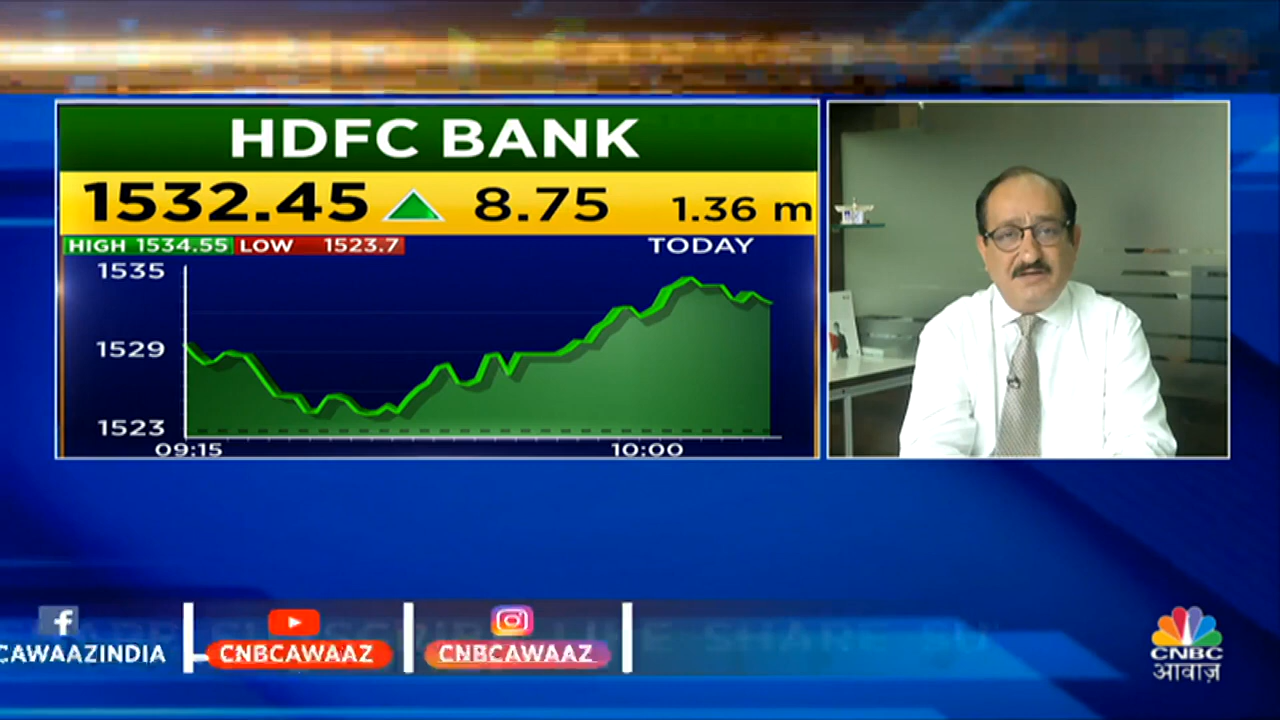 HDFC BANK
1532.45 8.75 1.36 m
HIGH 1534.55 LOW 1523.7 TODAY
1535
1529
1523
09:15 10:00
CAWAAZINDIA CNBCAWAAZ CNBCAWAAZ
CNBC
आवाज़